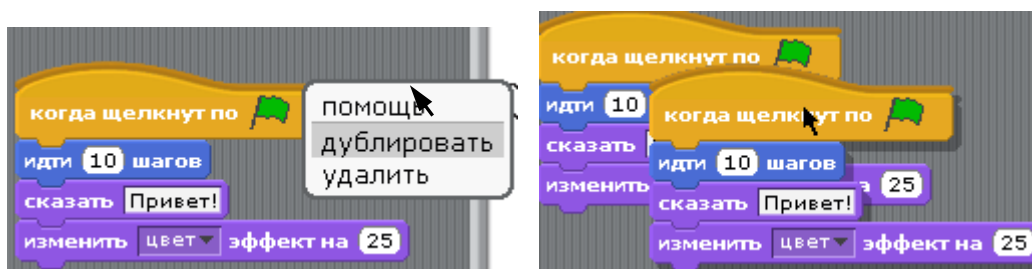 когда щелкнут по
помощь
дублировать
удалить
идти 10 шагов
сказать Привет!
изменить цвет эффект на 25
когда щелкнут по
идти 10
сказать
изменить а 25
когда щелкнут по
идти 10 шагов
сказать Привет!
изменить цвет эффект на 25